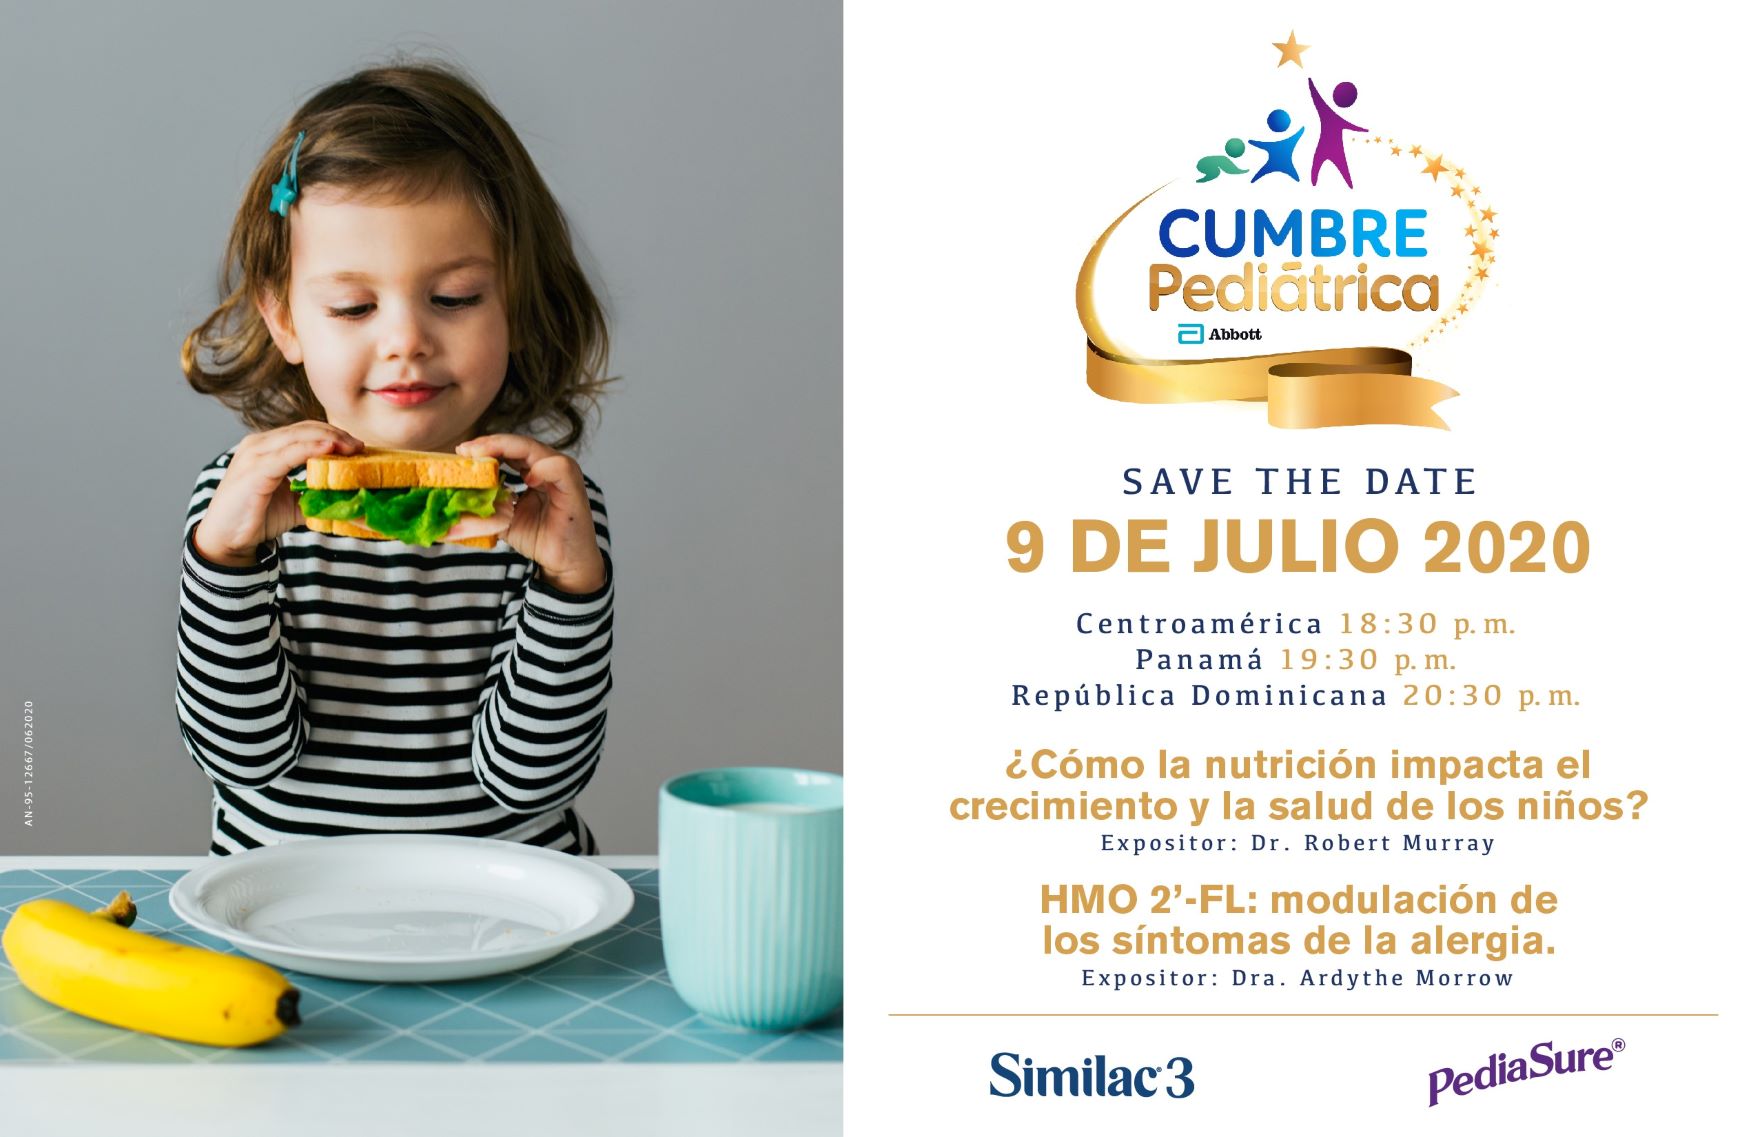 CUMBRE
Pediátrica
Abbott
SAVE THE DATE
9 DE JULIO 2020
Centroamérica 18:30 p.m.
Panamá 19:30 p.m.
República Dominicana 20:30 p.m.
¿Cómo la nutrición impacta el
crecimiento y la salud de los niños?
Expositor: Dr. Robert Murray
HMO 2’-FL: modulación de
los síntomas de la alergia.
Expositor: Dra. Ardythe Morrow
Similac® 3
PediaSure®
AN-95-12667/062020